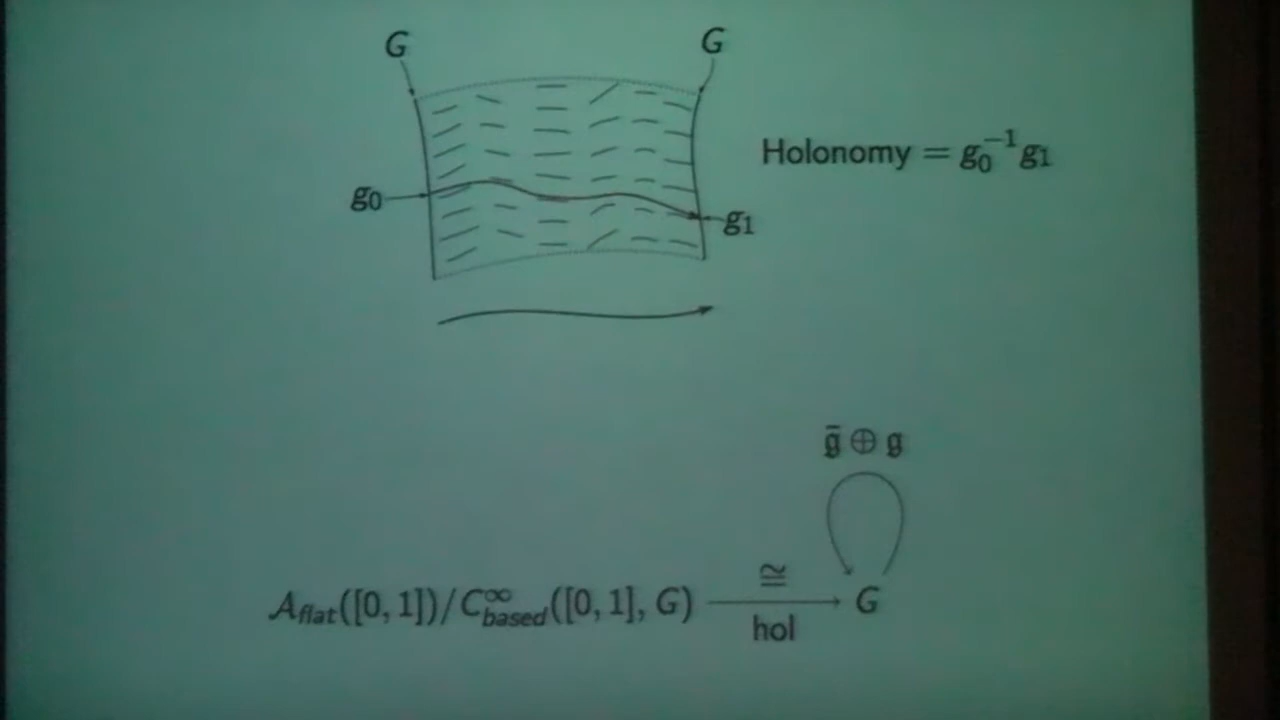 G G
Holonomy = g₀⁻¹g₁
g₀
g₁
𝔤̄ ⊕ 𝔤
𝒜_flat([0, 1])/C^∞_based([0, 1], G) ≅ hol G